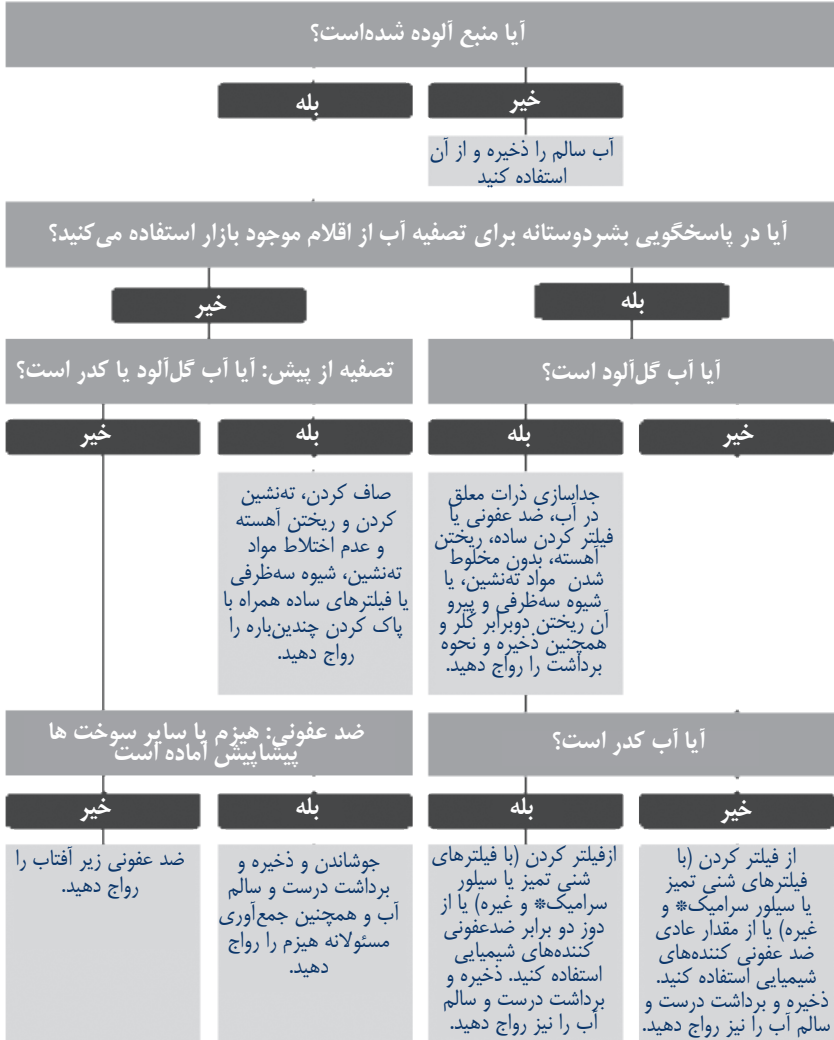 آیا منبع آلوده شده‌است؟
خیر
بله
آب سالم را ذخیره و از آن
استفاده کنید
آیا در پاسخگویی بشردوستانه برای تصفیه آب از اقلام موجود بازار استفاده می‌کنید؟
بله
خیر
آیا آب گل‌آلود است؟
تصفیه از پیش: آیا آب گل‌آلود یا کدر است؟
خیر
بله
بله
خیر
جداسازی ذرات معلق
در آب، ضد عفونی یا
فیلتر کردن ساده، ریختن
آهسته، بدون مخلوط
شدن مواد ته‌نشین، یا
شیوه سه‌ظرفی و پیرو
آن ریختن دوبرابر کلر و
همچنین ذخیره و نحوه
برداشت را رواج دهید.
صاف کردن، ته‌نشین
کردن و ریختن آهسته
و عدم اختلاط مواد
ته‌نشین، شیوه سه‌ظرفی
یا فیلترهای ساده همراه با
پاک کردن چندین‌باره را
رواج دهید.
آیا آب کدر است؟
ضد عفونی: هیزم یا سایر سوخت ها
پیشاپیش آماده است
خیر
بله
بله
خیر
از فیلتر کردن (با
فیلترهای شنی تمیز
یا سیلور سرامیک* و
غیره) یا از مقدار عادی
ضد عفونی کننده‌های
شیمیایی استفاده کنید.
ذخیره و برداشت درست و
سالم آب را نیز رواج دهید.
ازفیلتر کردن (با فیلترهای
شنی تمیز یا سیلور
سرامیک* و غیره) یا از
دوز دو برابر ضدعفونی
کننده‌های شیمیایی
استفاده کنید. ذخیره و
برداشت درست و سالم
آب را نیز رواج دهید.
جوشاندن و ذخیره و
برداشت درست و سالم
آب و همچنین جمع‌آوری
مسئولانه هیزم را رواج
دهید.
ضد عفونی زیر آفتاب را
رواج دهید.